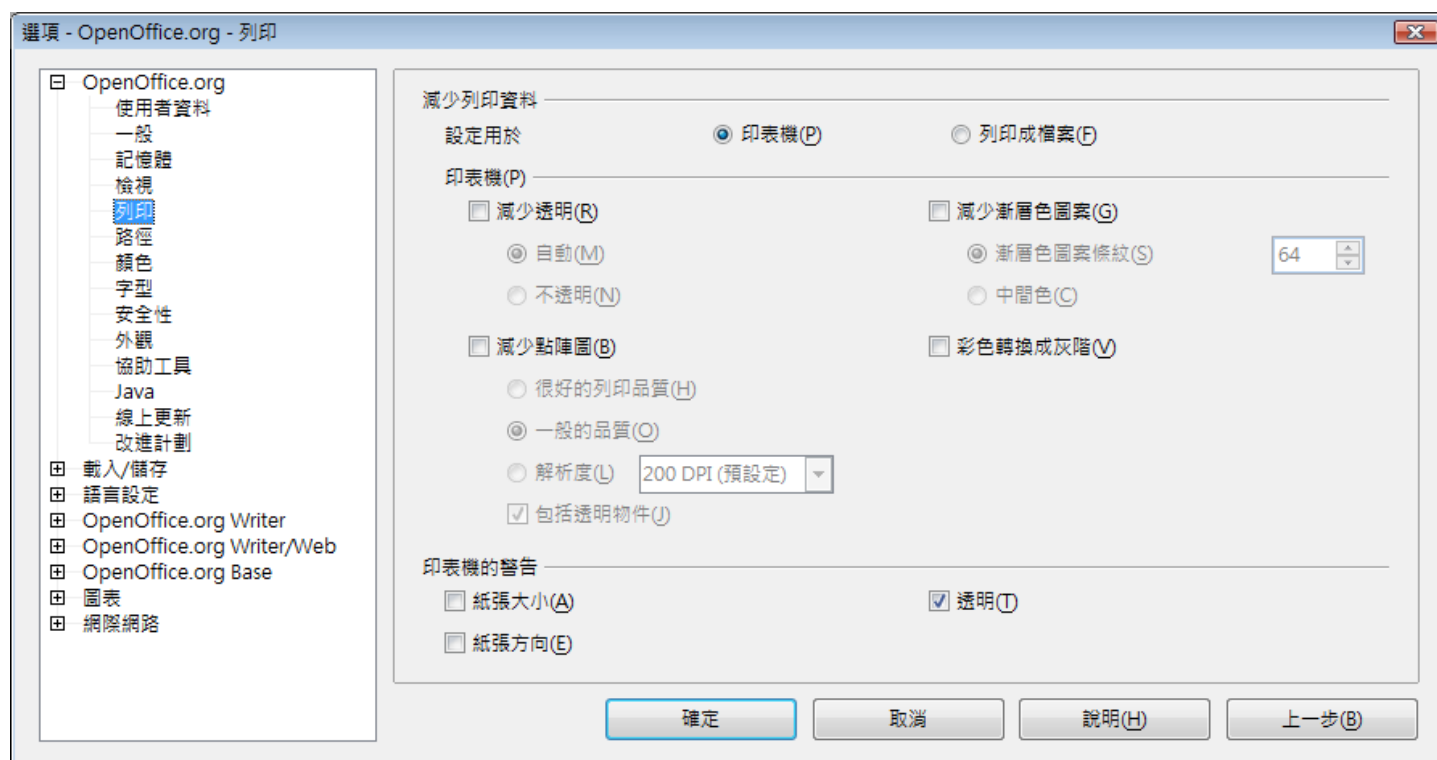 選項 - OpenOffice.org - 列印
OpenOffice.org
使用者資料
一般
記憶體
檢視
列印
路徑
顏色
字型
安全性
外觀
協助工具
Java
線上更新
改進計劃
載入/儲存
語言設定
OpenOffice.org Writer
OpenOffice.org Writer/Web
OpenOffice.org Base
圖表
網際網路
減少列印資料
設定用於 印表機(P) 列印成檔案(F)
印表機(P)
減少透明(R) 減少漸層色圖案(G)
自動(M) 漸層色圖案條紋(S) 64
不透明(N) 中間色(C)
減少點陣圖(B) 彩色轉換成灰階(V)
很好的列印品質(H)
一般的品質(O)
解析度(L) 200 DPI (預設定)
包括透明物件(J)
印表機的警告
紙張大小(A) 透明(T)
紙張方向(E)
確定 取消 說明(H) 上一步(B)